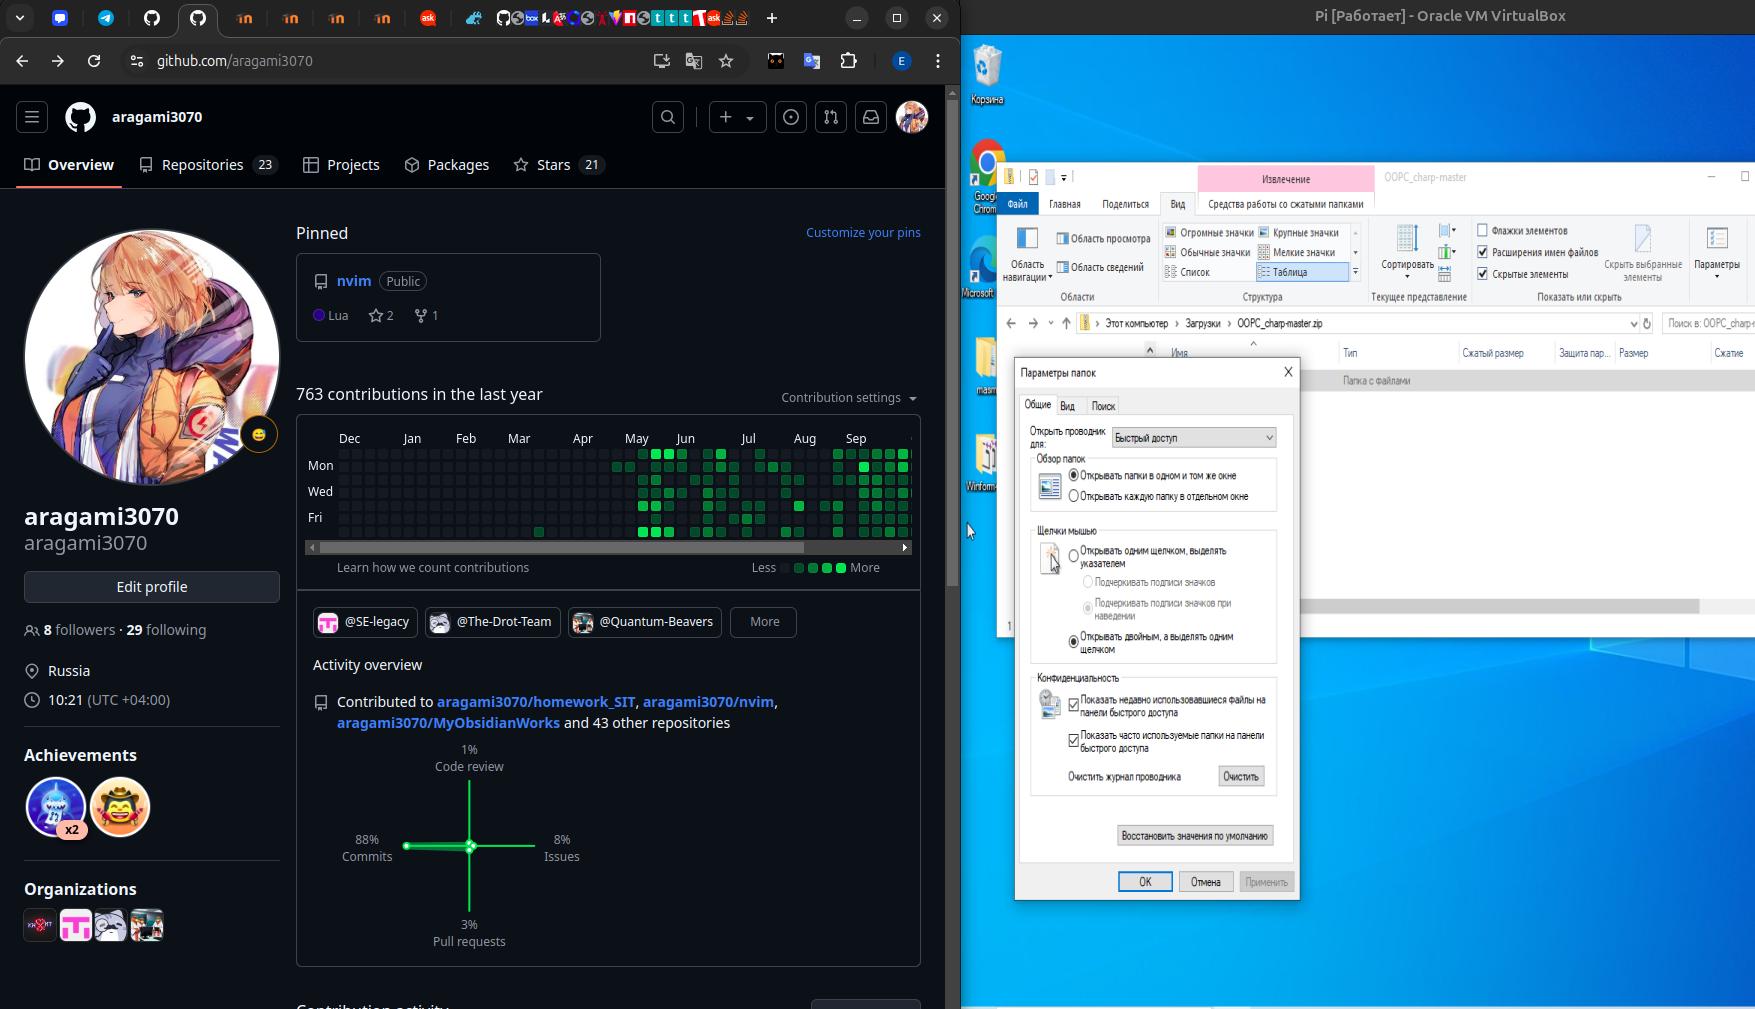 github.com/aragami3070
E
aragami3070
Overview
Repositories 23
Projects
Packages
Stars 21
Pinned
Customize your pins
nvim Public
Lua 2 1
763 contributions in the last year
Contribution settings
Dec Jan Feb Mar Apr May Jun Jul Aug Sep
Mon
Wed
Fri
Learn how we count contributions
Less More
aragami3070
aragami3070
Edit profile
8 followers · 29 following
Russia
10:21 (UTC +04:00)
Achievements
x2
Organizations
@SE-legacy
@The-Drot-Team
@Quantum-Beavers
More
Activity overview
Contributed to aragami3070/homework_SIT, aragami3070/nvim,
aragami3070/MyObsidianWorks and 43 other repositories
1%
Code review
88%
Commits
8%
Issues
3%
Pull requests
Contribution activity
Pi [Работает] - Oracle VM VirtualBox
Корзина
Microsoft
Извлечение
OOPC_charp-master
Файл
Главная
Поделиться
Вид
Средства работы со сжатыми папками
Область
навигации
Область просмотра
Область сведений
Области
Огромные значки
Крупные значки
Обычные значки
Мелкие значки
Список
Таблица
Структура
Сортировать
Текущее представление
Флажки элементов
Расширения имен файлов
Скрытые элементы
Скрыть выбранные
элементы
Показать или скрыть
Параметры
Этот компьютер
Загрузки
OOPC_charp-master.zip
Имя
Тип
Сжатый размер
Защита пар...
Размер
Сжатие
Папка с файлами
Параметры папок
X
Общие
Вид
Поиск
Открыть проводник
для:
Быстрый доступ
Обзор папок
Открывать папки в одном и том же окне
Открывать каждую папку в отдельном окне
Щелчки мышью
Открывать одним щелчком, выделять
указателем
Подчеркивать подписи значков
Подчеркивать подписи значков при
наведении
Открывать двойным, а выделять одним
щелчком
Конфиденциальность
Показать недавно использовавшиеся файлы на
панели быстрого доступа
Показать часто используемые папки на панели
быстрого доступа
Очистить журнал проводника
Очистить
Восстановить значения по умолчанию
OK
Отмена
Применить